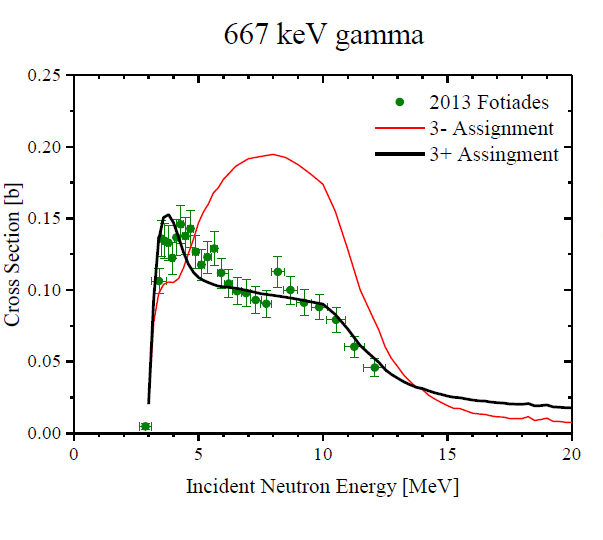 667 keV gamma
0.25
0.20
0.15
0.10
0.05
0.00
Cross Section [b]
2013 Fotiades
3- Assignment
3+ Assingment
0
5
10
15
20
Incident Neutron Energy [MeV]